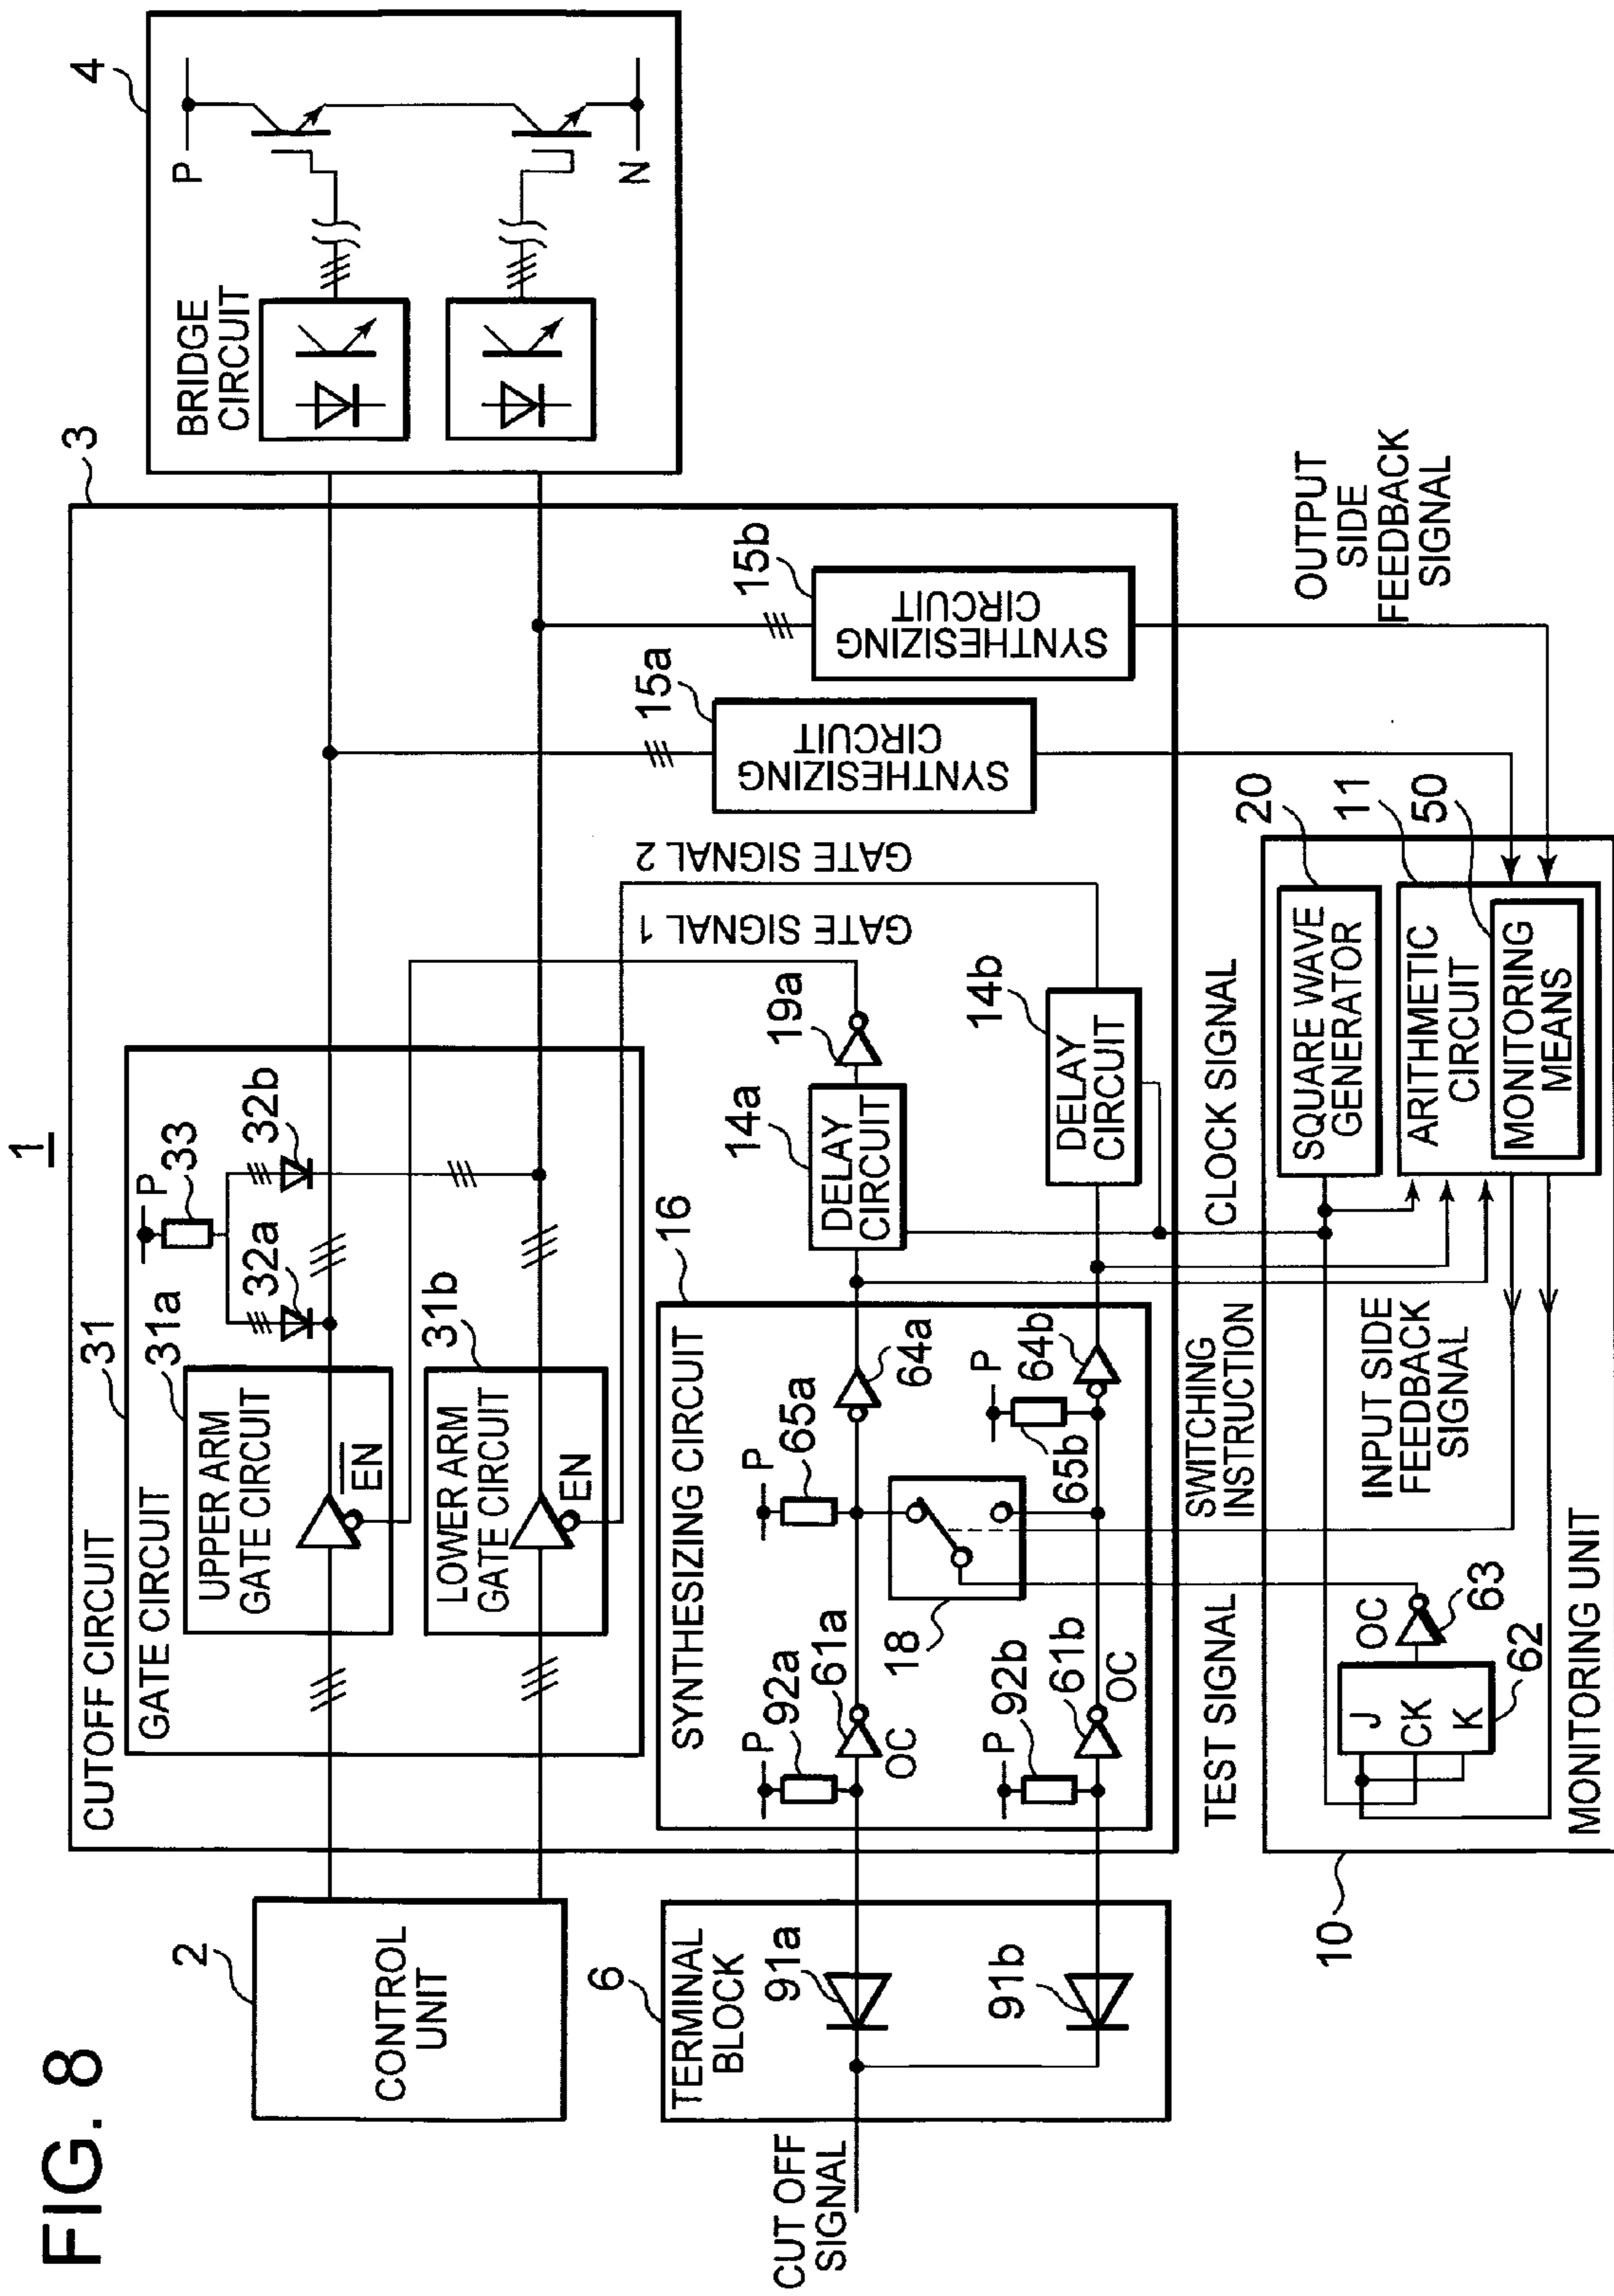 FIG. 8
1
2
CONTROL
UNIT
CUTOFF CIRCUIT
3
GATE CIRCUIT
31
31a
UPPER ARM
GATE CIRCUIT
EN
31b
LOWER ARM
GATE CIRCUIT
EN
P
33
32a
32b
4
BRIDGE
CIRCUIT
P
N
6
TERMINAL
BLOCK
91a
91b
CUT OFF
SIGNAL
SYNTHESIZING CIRCUIT
16
P
92a
61a
OC
P
65a
64a
18
P
92b
61b
OC
P
65b
64b
14a
DELAY
CIRCUIT
19a
14b
DELAY
CIRCUIT
GATE SIGNAL 1
GATE SIGNAL 2
15a
SYNTHESIZING
CIRCUIT
15b
SYNTHESIZING
CIRCUIT
TEST SIGNAL
SWITCHING
INSTRUCTION
CLOCK SIGNAL
OUTPUT
SIDE
FEEDBACK
SIGNAL
10
MONITORING UNIT
J
CK
K
62
OC
63
INPUT SIDE
FEEDBACK
SIGNAL
20
SQUARE WAVE
GENERATOR
11
ARITHMETIC
CIRCUIT
50
MONITORING
MEANS